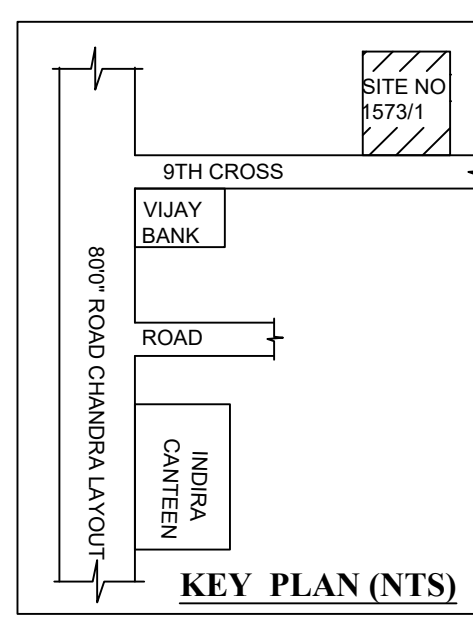 SITE NO
1573/1
9TH CROSS
VIJAY
BANK
80'0" ROAD CHANDRA LAYOUT
ROAD
INDIRA
CANTEEN
KEY PLAN (NTS)